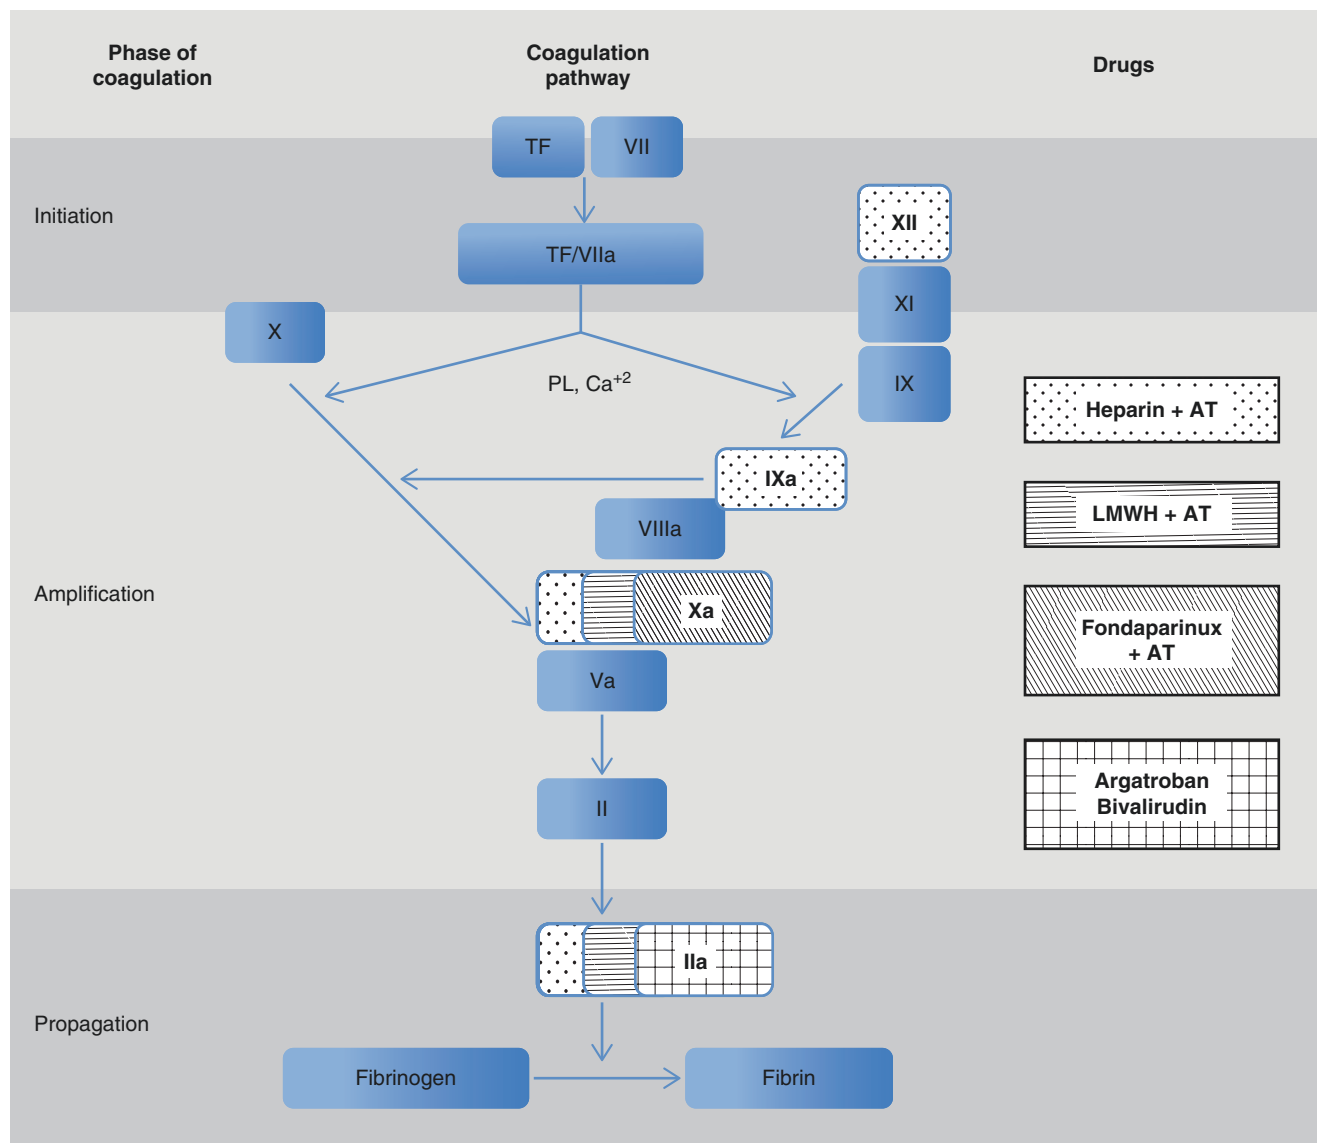 Phase of
coagulation
Coagulation
pathway
Drugs
TF
VII
Initiation
XII
TF/VIIa
XI
X
PL, Ca+2
IX
Heparin + AT
IXa
LMWH + AT
VIIIa
Amplification
Xa
Fondaparinux
+ AT
Va
II
Argatroban
Bivalirudin
IIa
Propagation
Fibrinogen
Fibrin